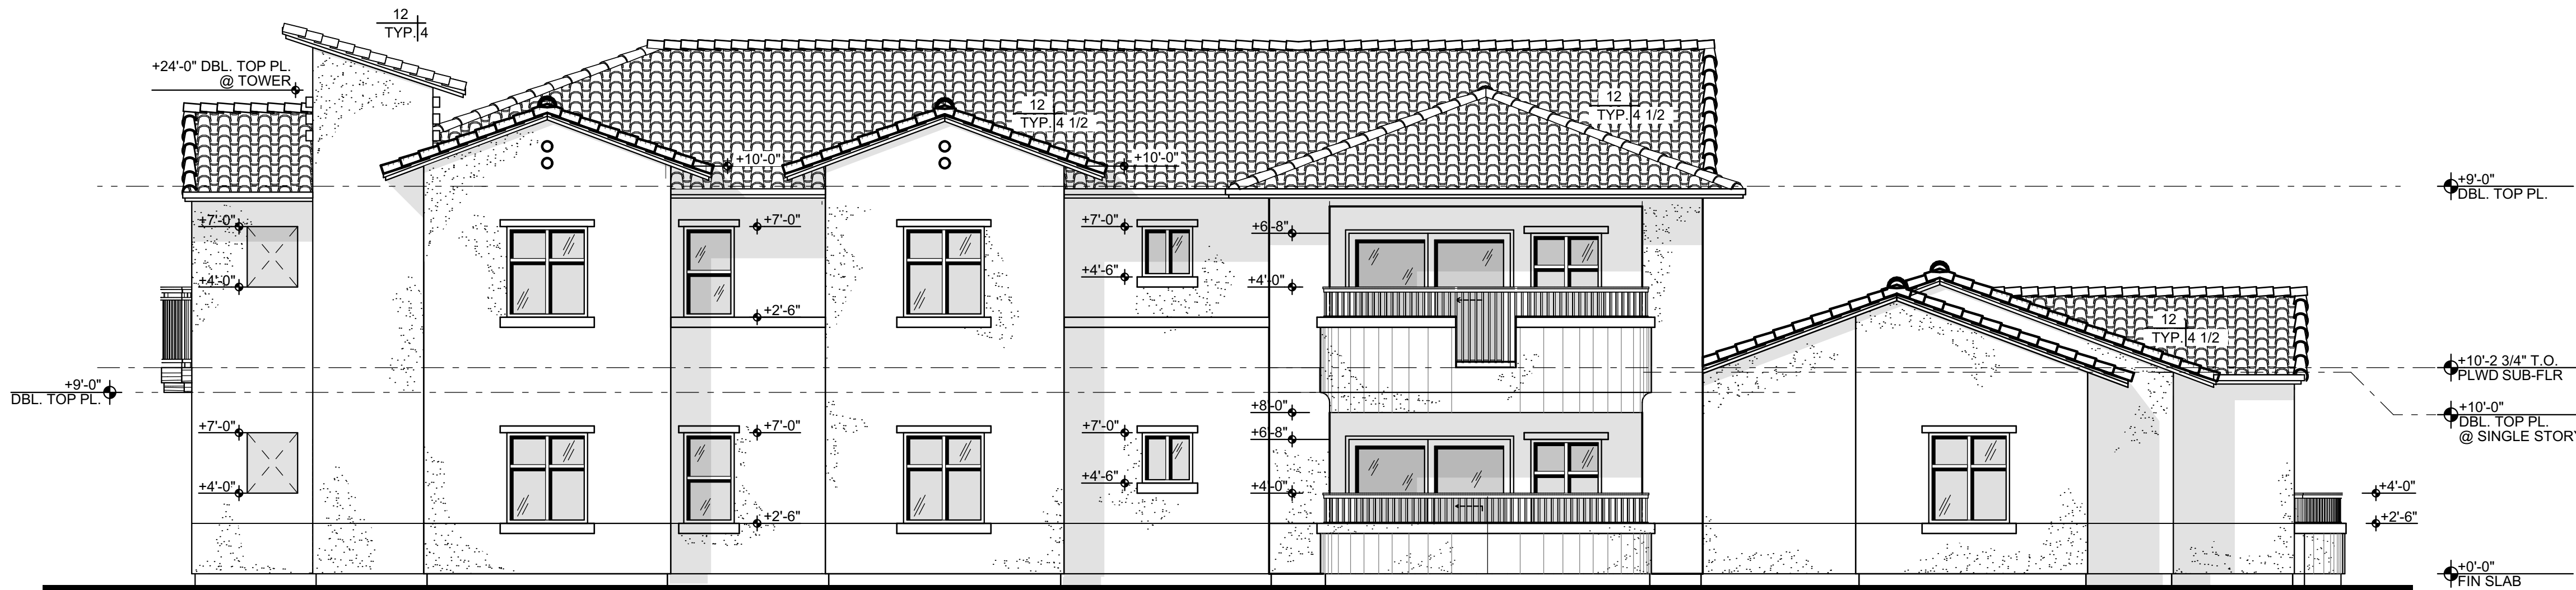 12
TYP. 4
+24'-0" DBL. TOP PL.
@ TOWER
12
TYP. 4 1/2
12
TYP. 4 1/2
+10'-0"
+10'-0"
+9'-0"
DBL. TOP PL.
+7'-0"
+7'-0"
+7'-0"
+6'-8"
+4'-0"
+4'-6"
+4'-0"
+2'-6"
12
TYP. 4 1/2
+10'-2 3/4" T.O.
PLWD SUB-FLR
+9'-0"
DBL. TOP PL.
+10'-0"
DBL. TOP PL.
@ SINGLE STORY
+8'-0"
+7'-0"
+7'-0"
+7'-0"
+6'-8"
+4'-0"
+4'-6"
+4'-0"
+4'-0"
+2'-6"
+2'-6"
+0'-0"
FIN SLAB